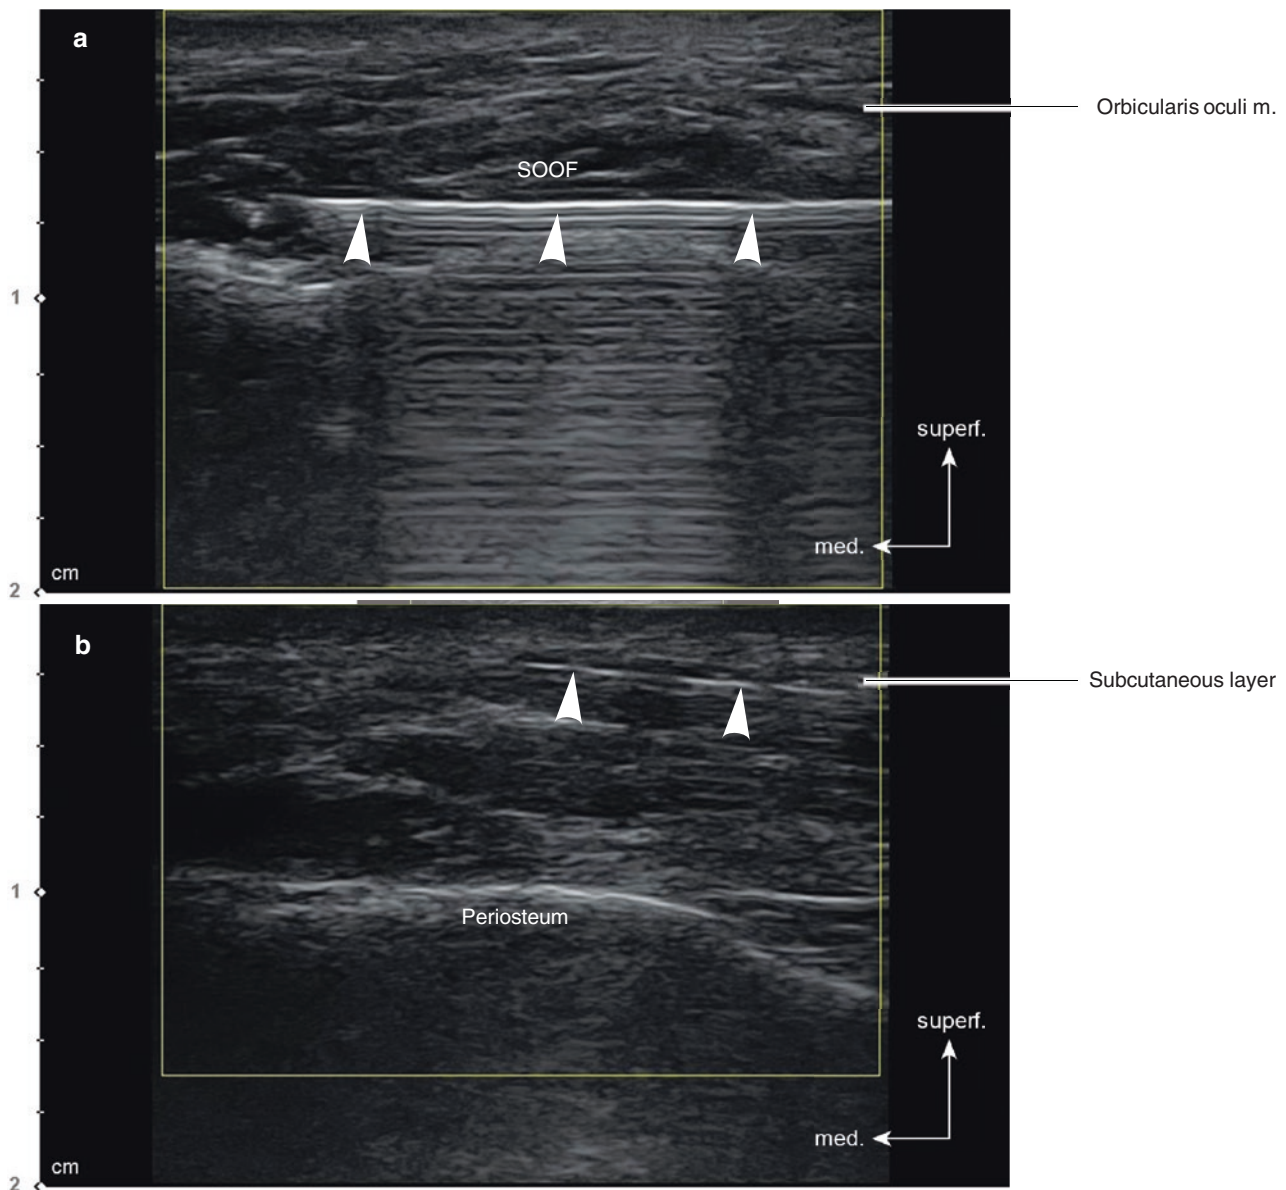 a
Orbicularis oculi m.
SOOF
1
superf.
med.
cm
2
b
Subcutaneous layer
1
Periosteum
superf.
med.
cm
2